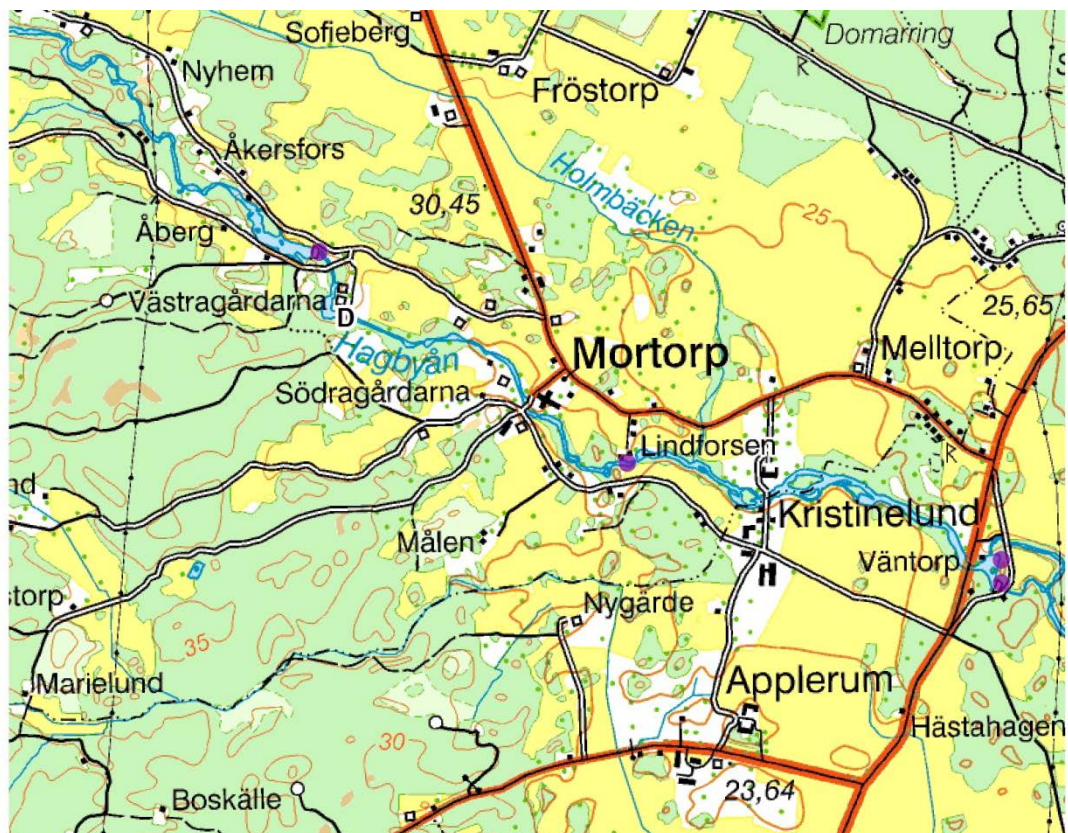 Sofieberg
Domarring
Nyhem
Fröstorp
R
Åkersfors
Holmbäcken
30,45
25
Åberg
Västragårdarna
25,65
D
Hagbyån
Mortorp
Melltorp
Södragårdarna
Lindforsen
R
nd
Kristinelund
Målen
Väntorp
storp
Nygärde
H
35
Marielund
Applerum
Hästahagen
30
23,64
Boskälle